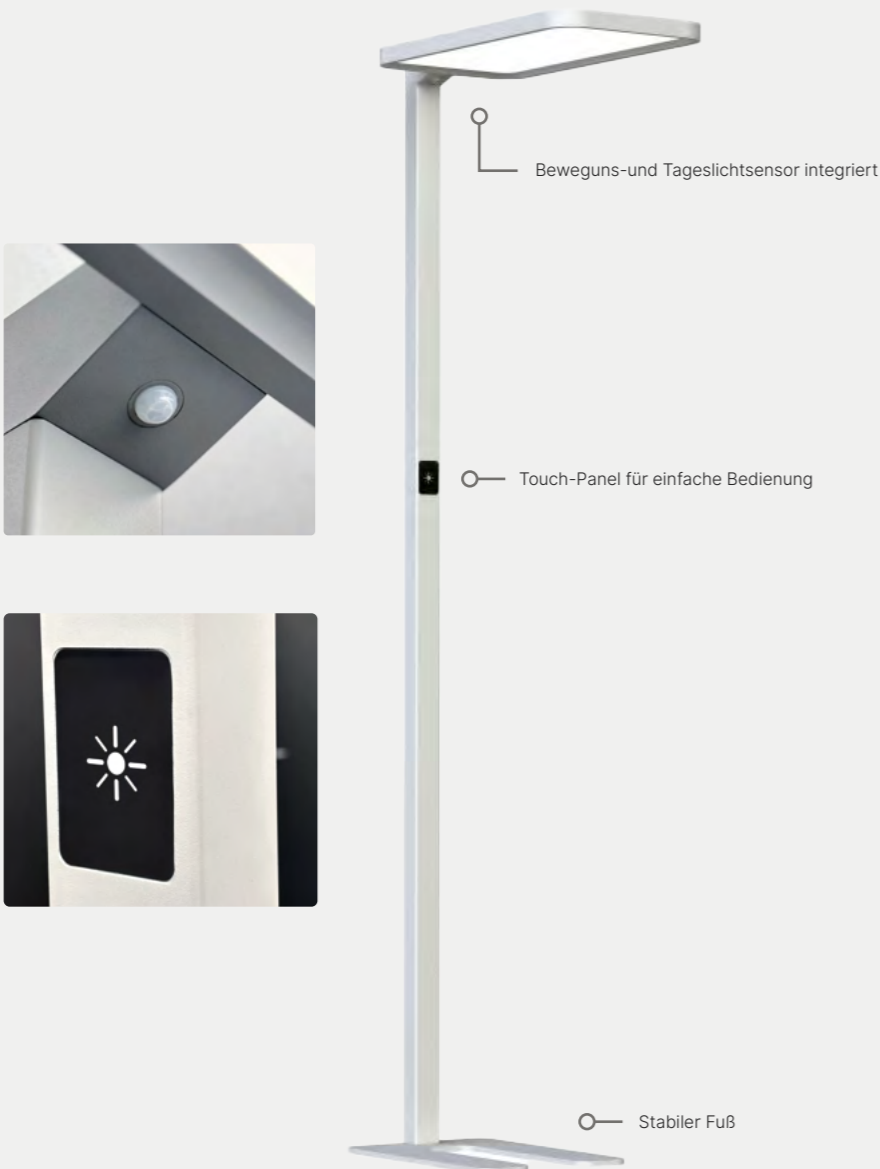 Beweguns-und Tageslichtsensor integriert
Touch-Panel für einfache Bedienung
Stabiler Fuß